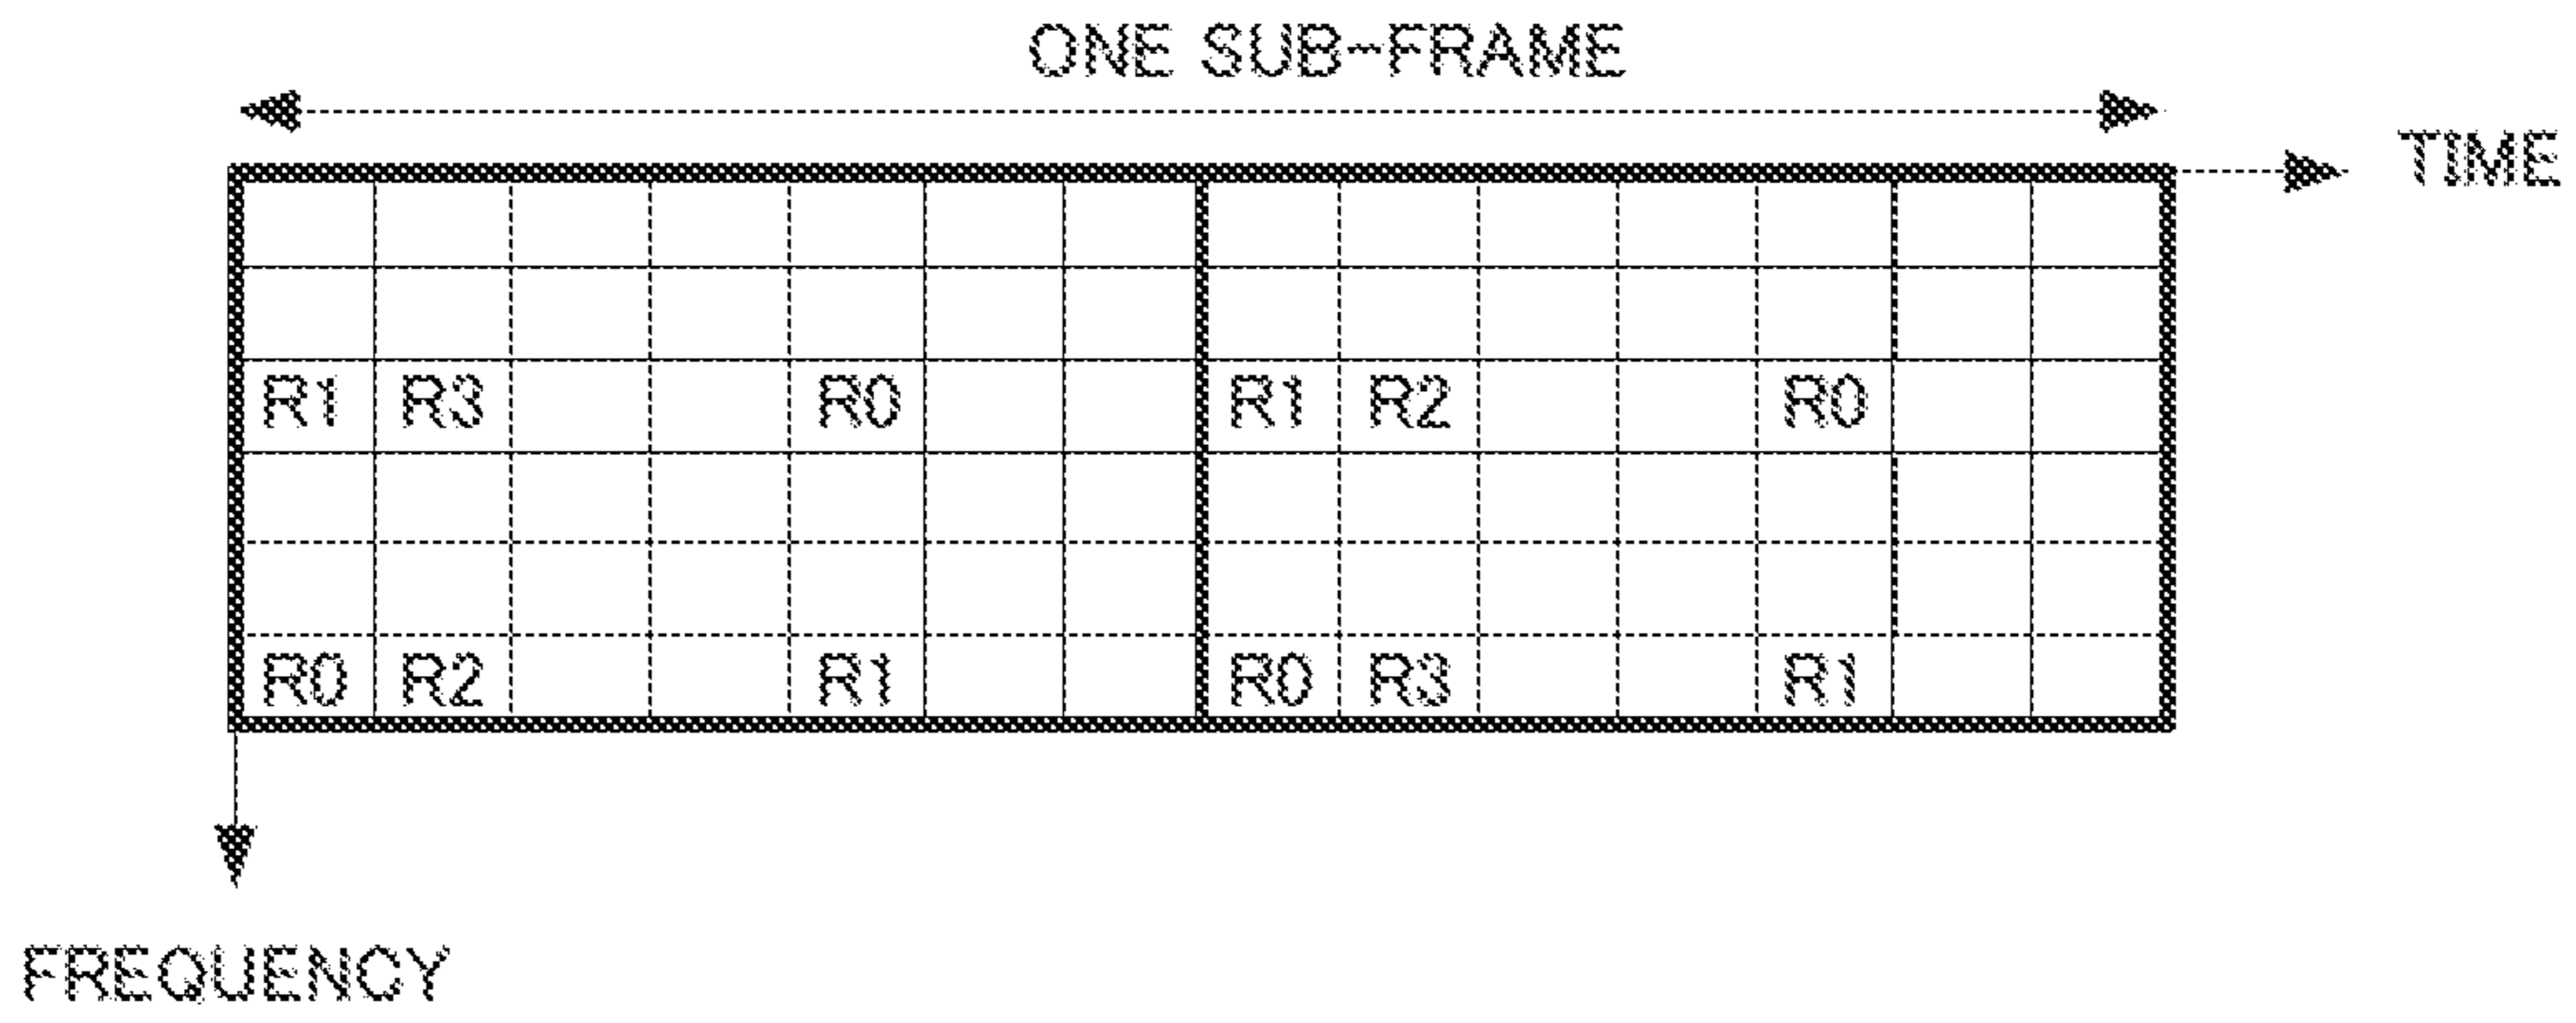 ONE SUB-FRAME
TIME
R1 R3 R0 R1 R2 R0
R0 R2 R1 R0 R3 R1
FREQUENCY